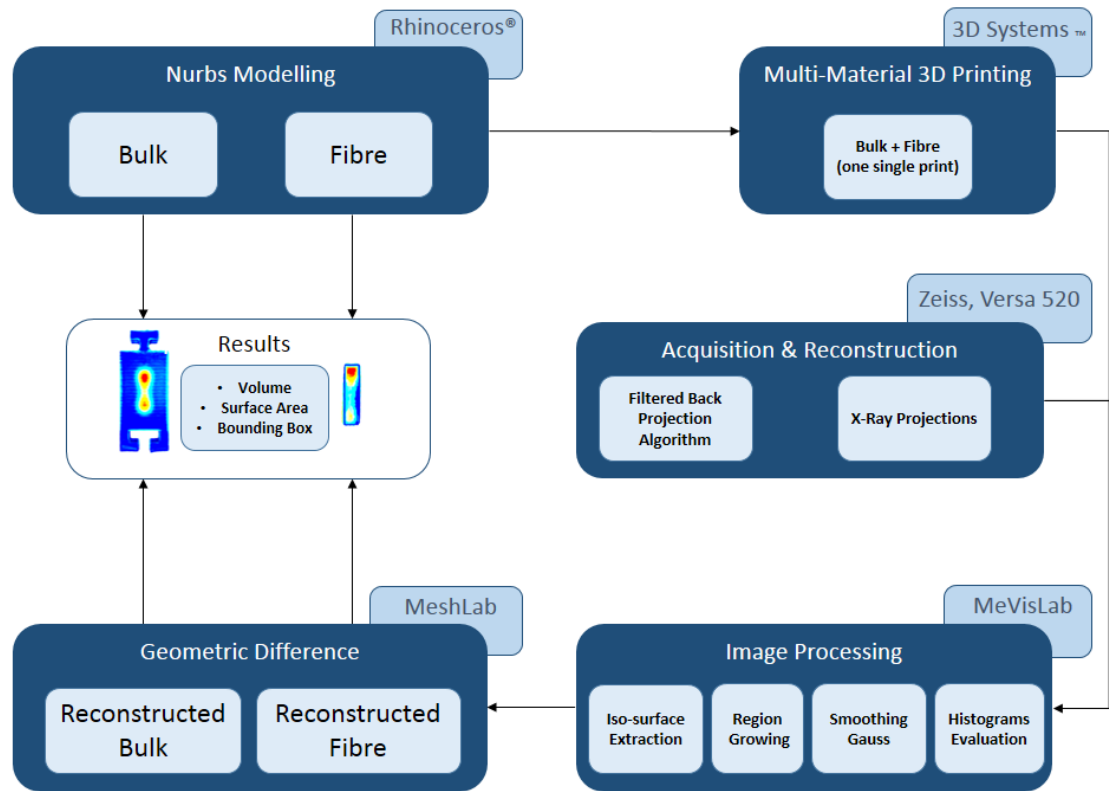 Rhinoceros®
Nurbs Modelling
Bulk
Fibre
3D Systems ™
Multi-Material 3D Printing
Bulk + Fibre
(one single print)
Results
• Volume
• Surface Area
• Bounding Box
Zeiss, Versa 520
Acquisition & Reconstruction
Filtered Back
Projection
Algorithm
X-Ray Projections
MeshLab
Geometric Difference
Reconstructed
Bulk
Reconstructed
Fibre
MeVisLab
Image Processing
Iso-surface
Extraction
Region
Growing
Smoothing
Gauss
Histograms
Evaluation